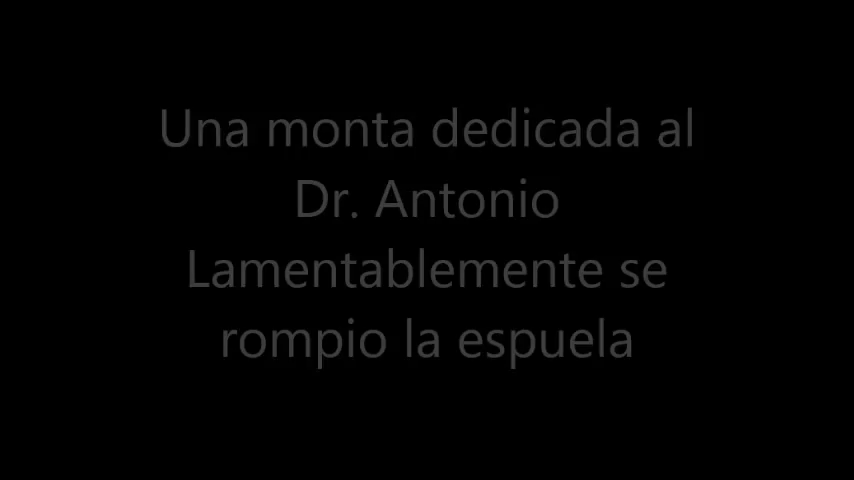 Una monta dedicada al
Dr. Antonio
Lamentablemente se
rompio la espuela